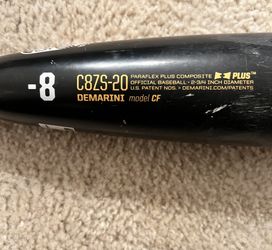 -8
C8ZS-20
DEMARINI model CF
PARAFLEX PLUS COMPOSITE PLUS™
OFFICIAL BASEBALL • 2-3/4 INCH DIAMETER
U.S. PATENT NOS. > DEMARINI.COM/PATENTS